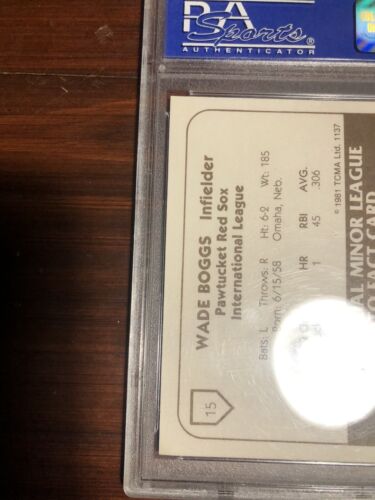 PSA
Sports®
AUTHENTICATOR
15
WADE BOGGS Infielder
Pawtucket Red Sox
International League
Bats: L Throws: R Ht: 6-2 Wt: 185
Born: 6/15/58 Omaha, Neb.
HR RBI AVG.
1 45 .306
© 1981 TCMA Ltd. 1137
MINOR LEAGUE
FACT CARD